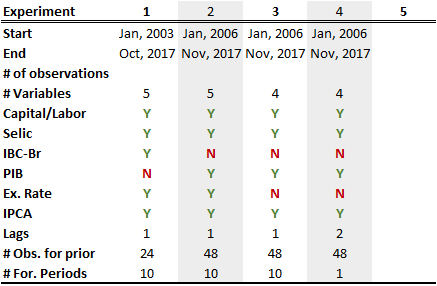 Experiment 1 2 3 4 5
Start Jan, 2003 Jan, 2006 Jan, 2006 Jan, 2006
End Oct, 2017 Nov, 2017 Nov, 2017 Nov, 2017
# of observations
# Variables 5 5 4 4
Capital/Labor Y Y Y Y
Selic Y Y Y Y
IBC-Br Y N N N
PIB N Y Y Y
Ex. Rate Y Y N N
IPCA Y Y Y Y
Lags 1 1 1 2
# Obs. for prior 24 48 48 48
# For. Periods 10 10 10 1